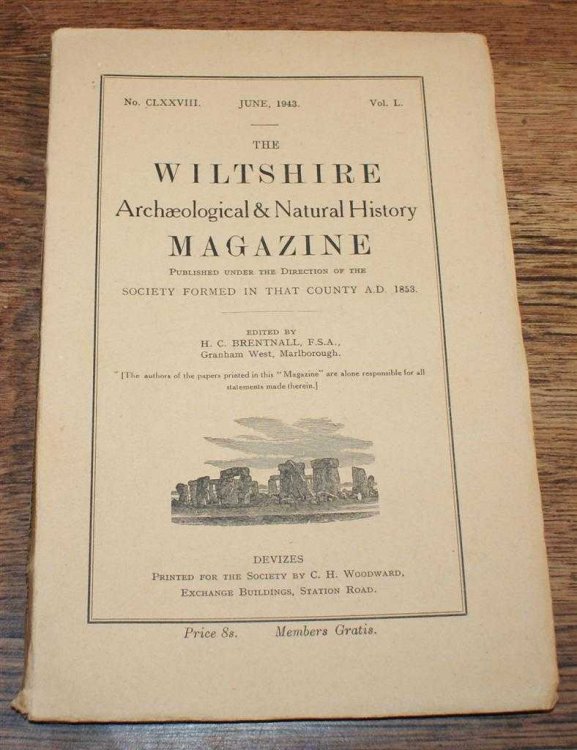 No. CLXXVIII. JUNE, 1943. Vol. L.
THE
WILTSHIRE
Archæological & Natural History
MAGAZINE
PUBLISHED UNDER THE DIRECTION OF THE
SOCIETY FORMED IN THAT COUNTY A.D. 1853.
EDITED BY
H. C. BRENTNALL, F.S.A.,
Granham West, Marlborough.
[The authors of the papers printed in this "Magazine" are alone responsible for all
statements made therein.]
DEVIZES
PRINTED FOR THE SOCIETY BY C. H. WOODWARD,
EXCHANGE BUILDINGS, STATION ROAD.
Price 8s. Members Gratis.